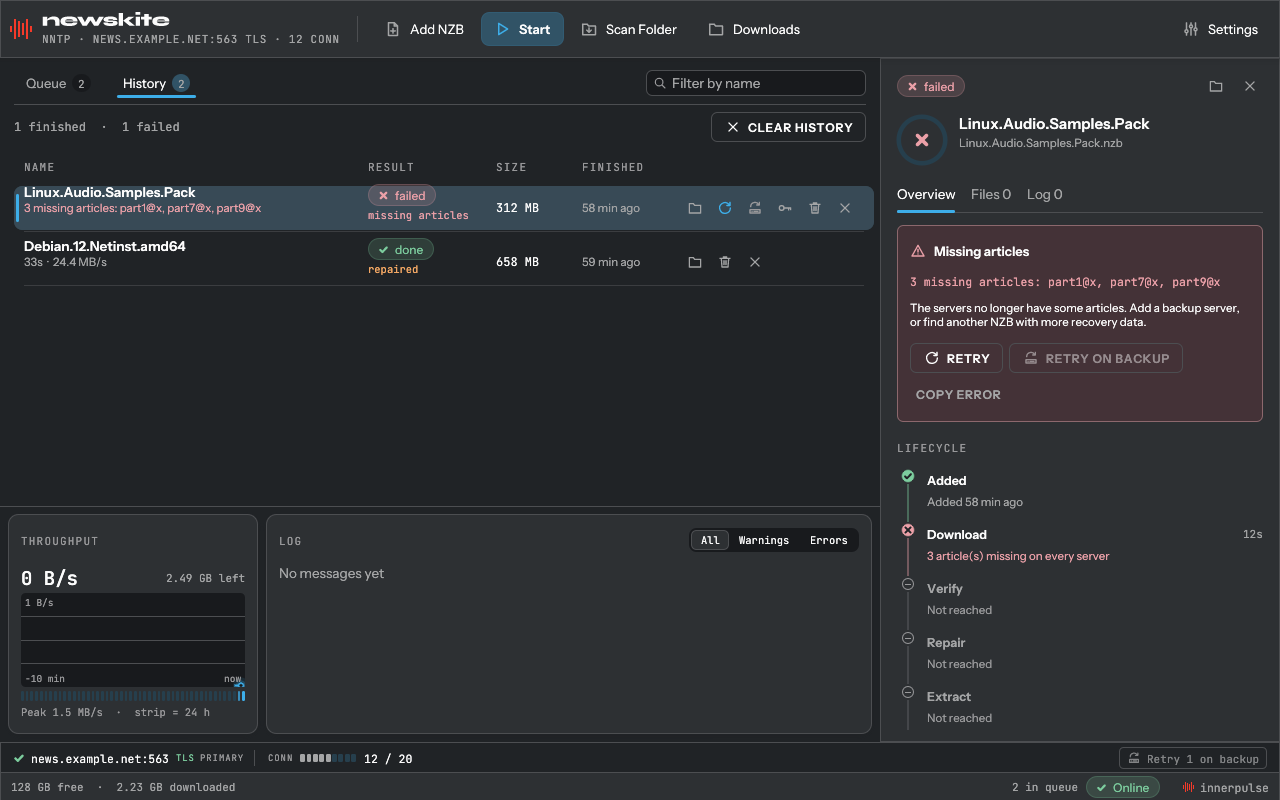 newskite
NNTP · NEWS.EXAMPLE.NET:563 TLS · 12 CONN
Add NZB
Start
Scan Folder
Downloads
Settings
Queue 2
History 2
Filter by name
1 finished · 1 failed
CLEAR HISTORY
NAME RESULT SIZE FINISHED
Linux.Audio.Samples.Pack
3 missing articles: part1@x, part7@x, part9@x
failed
missing articles
312 MB
58 min ago
Debian.12.Netinst.amd64
33s · 24.4 MB/s
done
repaired
658 MB
59 min ago
THROUGHPUT
0 B/s
2.49 GB left
1 B/s
-10 min
now
Peak 1.5 MB/s · strip = 24 h
LOG
All Warnings Errors
No messages yet
failed
Linux.Audio.Samples.Pack
Linux.Audio.Samples.Pack.nzb
Overview Files 0 Log 0
Missing articles
3 missing articles: part1@x, part7@x, part9@x
The servers no longer have some articles. Add a backup server,
or find another NZB with more recovery data.
RETRY
RETRY ON BACKUP
COPY ERROR
LIFECYCLE
Added
Added 58 min ago
Download 12s
3 article(s) missing on every server
Verify
Not reached
Repair
Not reached
Extract
Not reached
news.example.net:563 TLS PRIMARY
CONN 12 / 20
Retry 1 on backup
128 GB free · 2.23 GB downloaded
2 in queue
Online
innerpulse